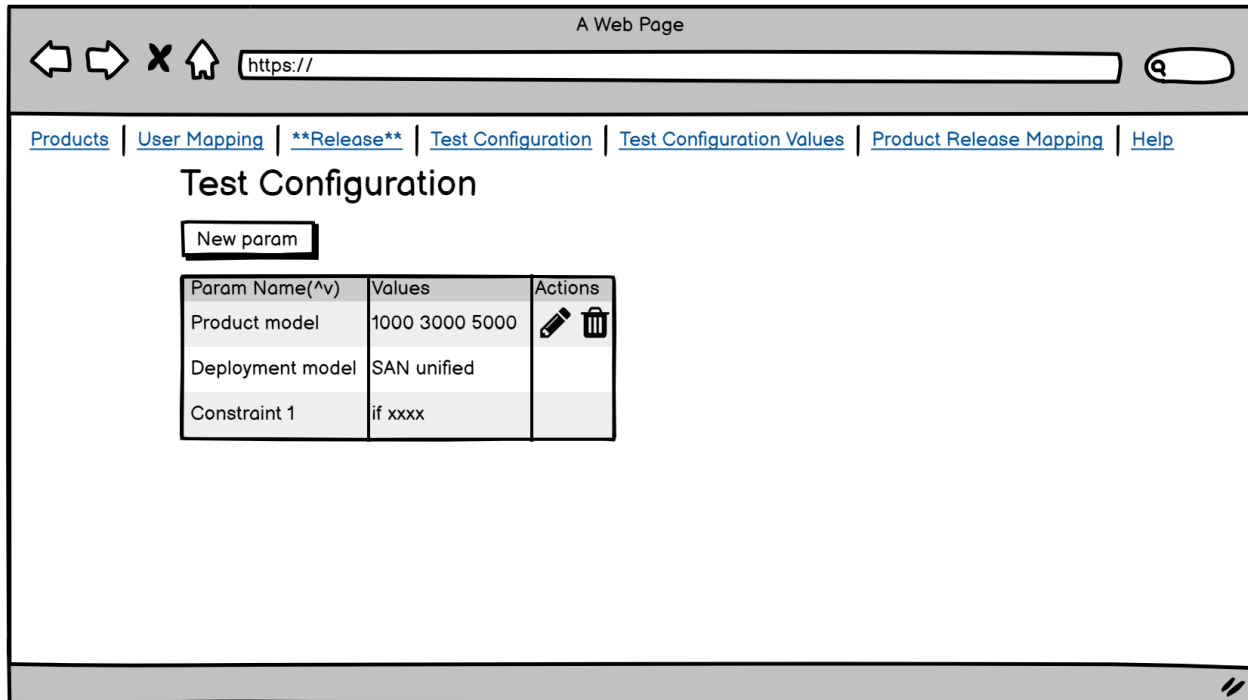 A Web Page
https://
Products | User Mapping | **Release** | Test Configuration | Test Configuration Values | Product Release Mapping | Help
Test Configuration
New param
Param Name(^v) Values Actions
Product model 1000 3000 5000
Deployment model SAN unified
Constraint 1 if xxxx